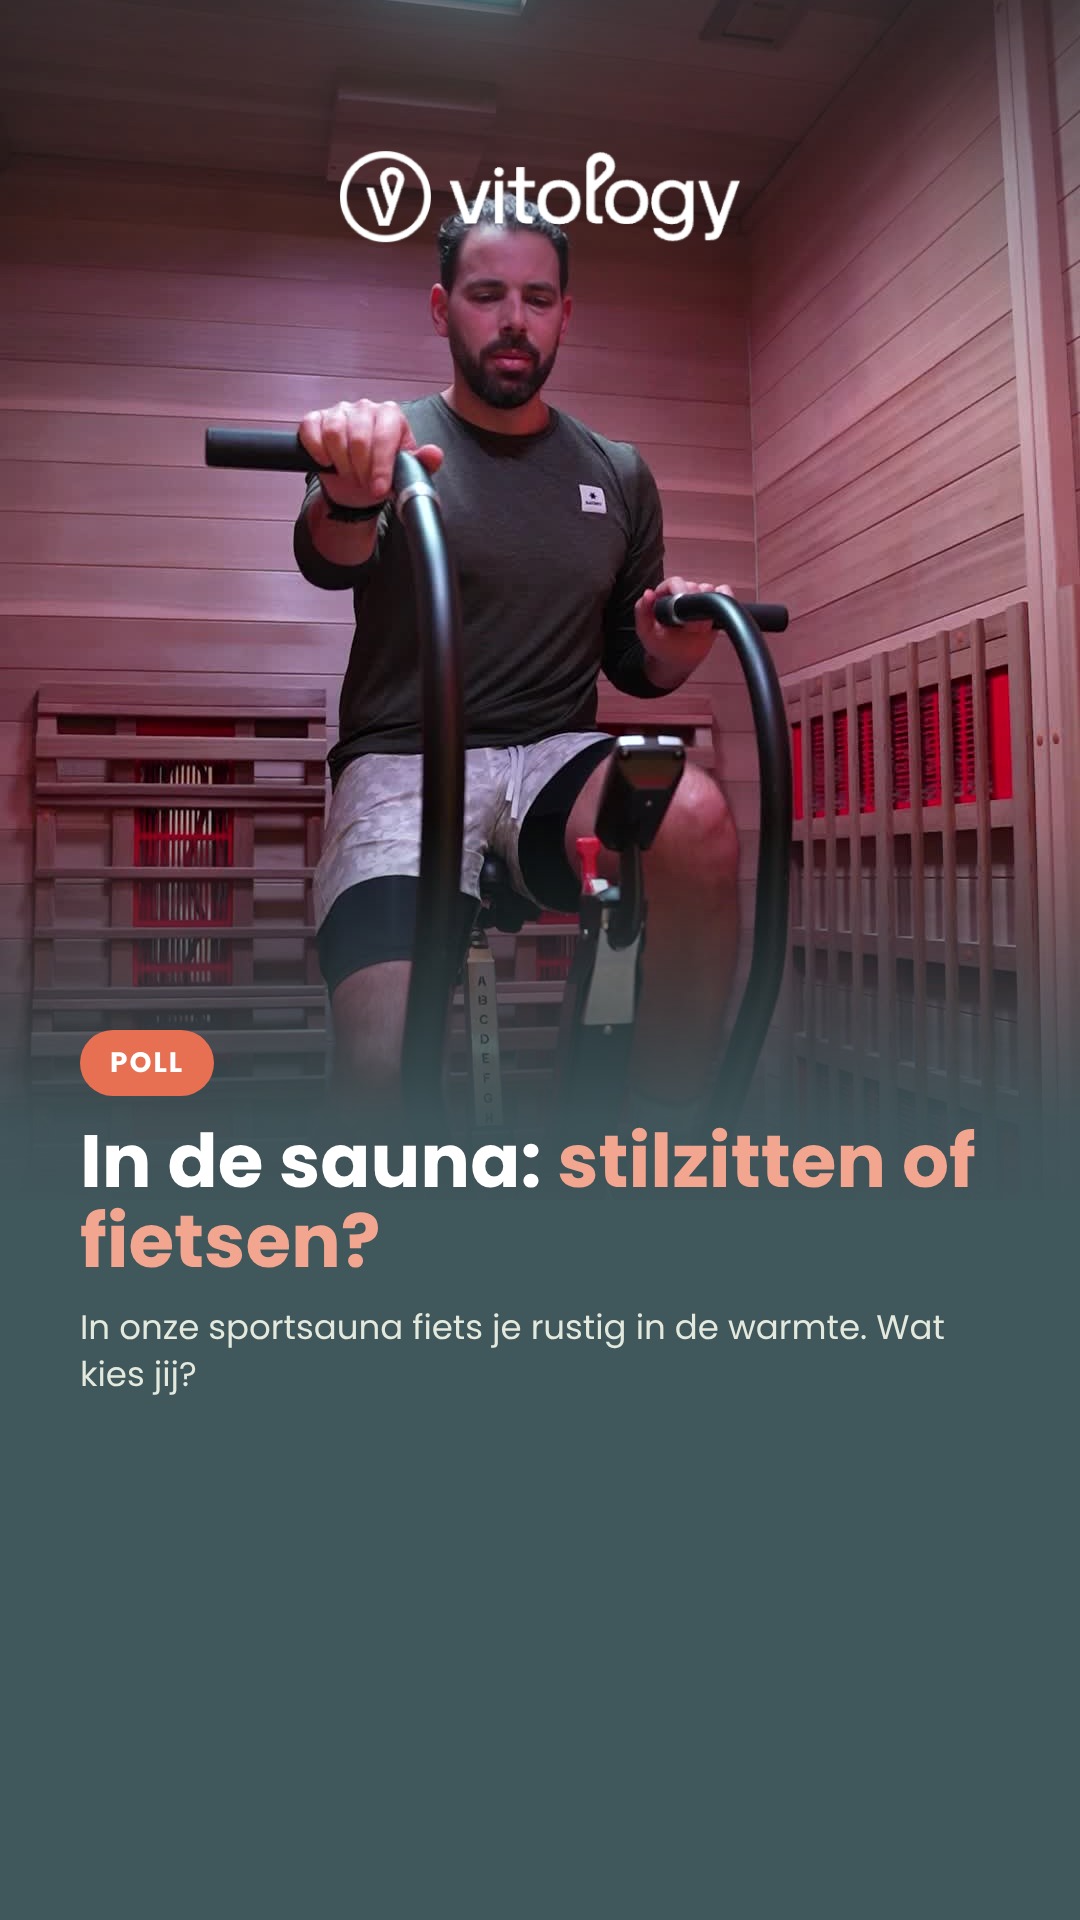 vitology
A
B
C
D
E
F
G
POLL
In de sauna: stilzitten of
fietsen?
In onze sportsauna fiets je rustig in de warmte. Wat
kies jij?